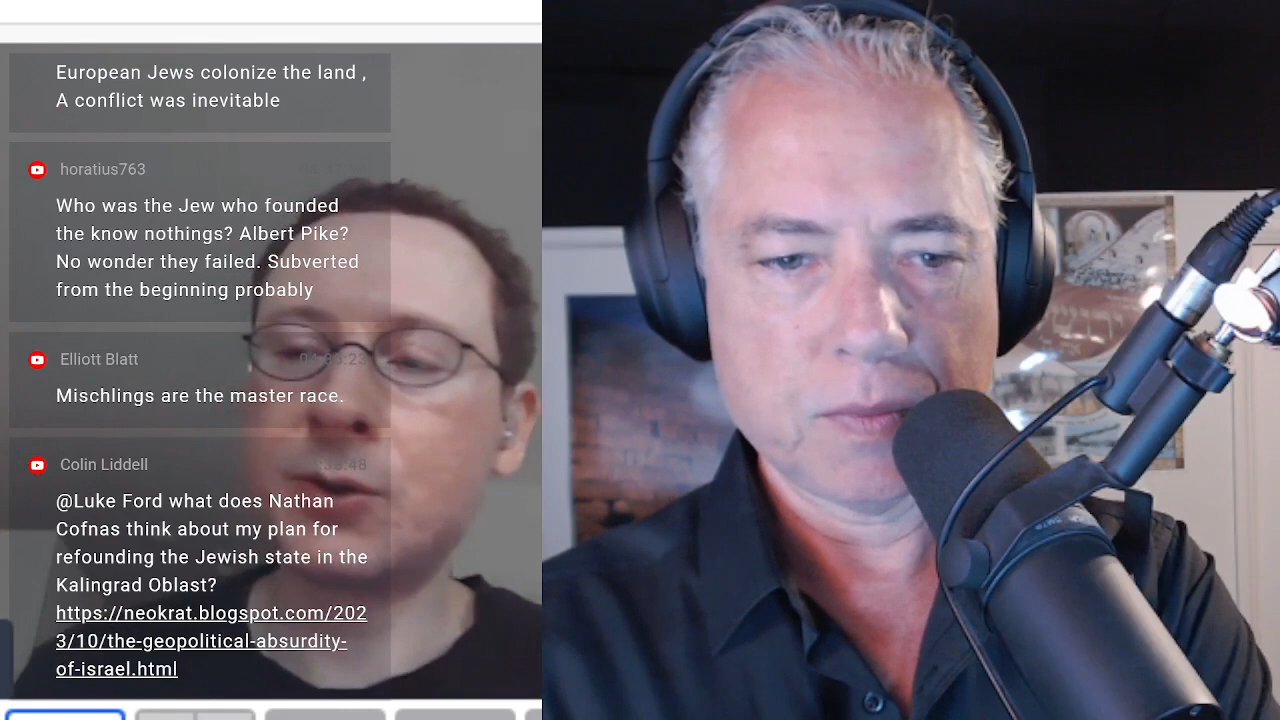 European Jews colonize the land ,
A conflict was inevitable
horatius763
Who was the Jew who founded
the know nothings? Albert Pike?
No wonder they failed. Subverted
from the beginning probably
Elliott Blatt
Mischlings are the master race.
Colin Liddell
@Luke Ford what does Nathan
Cofnas think about my plan for
refounding the Jewish state in the
Kalingrad Oblast?
https://neokrat.blogspot.com/202
3/10/the-geopolitical-absurdity-
of-israel.html